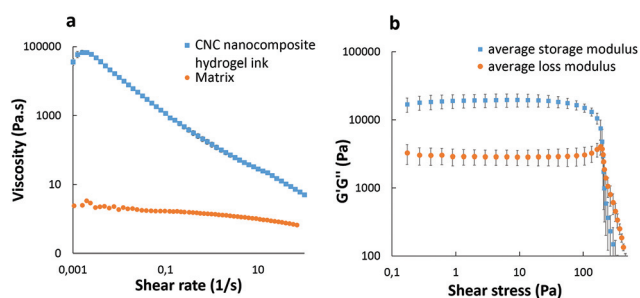 a
CNC nanocomposite
hydrogel ink
Matrix
Viscosity (Pa.s)
100000
1000
10
0
0,001
0,1
10
Shear rate (1/s)
b
average storage modulus
average loss modulus
G'G'' (Pa)
100000
10000
1000
100
0,1
1
10
100
Shear stress (Pa)